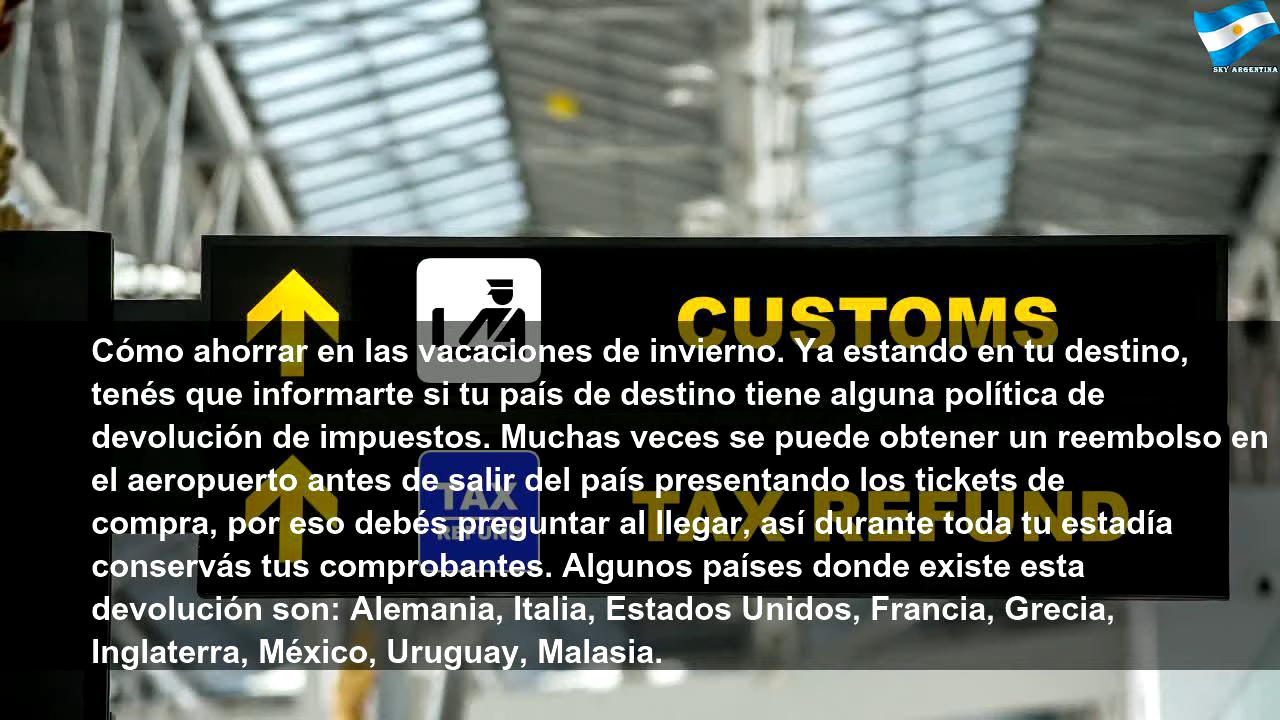 SKY ARGENTINA
CUSTOMS
Cómo ahorrar en las vacaciones de invierno. Ya estando en tu destino,
tenés que informarte si tu país de destino tiene alguna política de
devolución de impuestos. Muchas veces se puede obtener un reembolso en
el aeropuerto antes de salir del país presentando los tickets de
compra, por eso debés preguntar al llegar, así durante toda tu estadía
conservás tus comprobantes. Algunos países donde existe esta
devolución son: Alemania, Italia, Estados Unidos, Francia, Grecia,
Inglaterra, México, Uruguay, Malasia.
TAX
REFUND
TAX REFUND